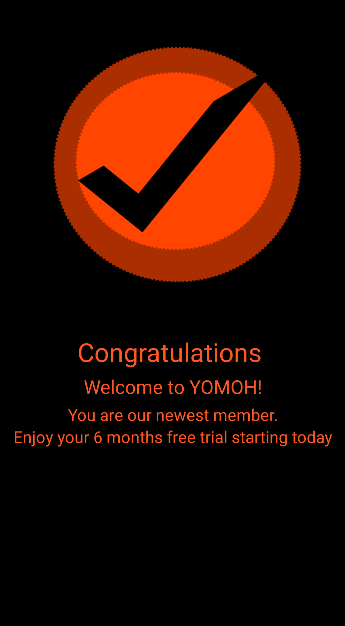 Congratulations
Welcome to YOMOH!
You are our newest member.
Enjoy your 6 months free trial starting today